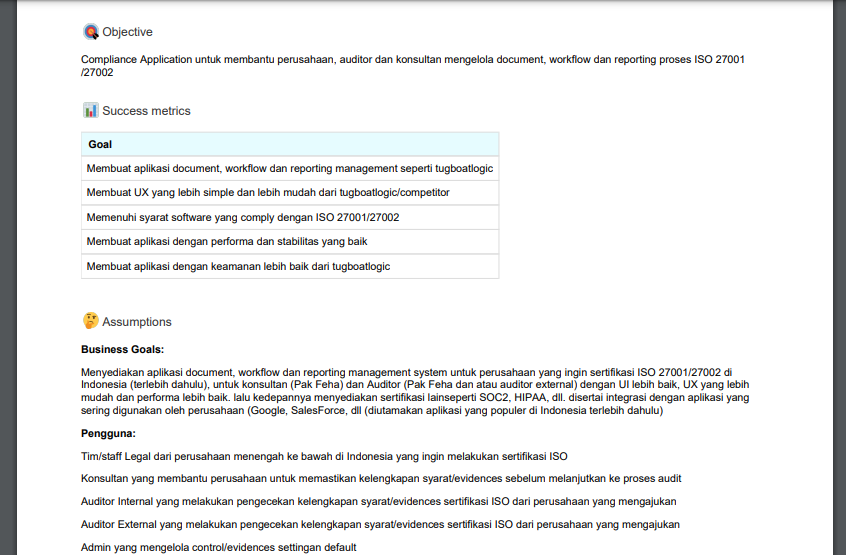 Objective
Compliance Application untuk membantu perusahaan, auditor dan konsultan mengelola document, workflow dan reporting proses ISO 27001
/27002
Success metrics
Goal
Membuat aplikasi document, workflow dan reporting management seperti tugboatlogic
Membuat UX yang lebih simple dan lebih mudah dari tugboatlogic/competitor
Memenuhi syarat software yang comply dengan ISO 27001/27002
Membuat aplikasi dengan performa dan stabilitas yang baik
Membuat aplikasi dengan keamanan lebih baik dari tugboatlogic
Assumptions
Business Goals:
Menyediakan aplikasi document, workflow dan reporting management system untuk perusahaan yang ingin sertifikasi ISO 27001/27002 di
Indonesia (terlebih dahulu), untuk konsultan (Pak Feha) dan Auditor (Pak Feha dan atau auditor external) dengan UI lebih baik, UX yang lebih
mudah dan performa lebih baik. lalu kedepannya menyediakan sertifikasi lainseperti SOC2, HIPAA, dll. disertai integrasi dengan aplikasi yang
sering digunakan oleh perusahaan (Google, SalesForce, dll (diutamakan aplikasi yang populer di Indonesia terlebih dahulu)
Pengguna:
Tim/staff Legal dari perusahaan menengah ke bawah di Indonesia yang ingin melakukan sertifikasi ISO
Konsultan yang membantu perusahaan untuk memastikan kelengkapan syarat/evidences sebelum melanjutkan ke proses audit
Auditor Internal yang melakukan pengecekan kelengkapan syarat/evidences sertifikasi ISO dari perusahaan yang mengajukan
Auditor External yang melakukan pengecekan kelengkapan syarat/evidences sertifikasi ISO dari perusahaan yang mengajukan
Admin yang mengelola control/evidences settingan default